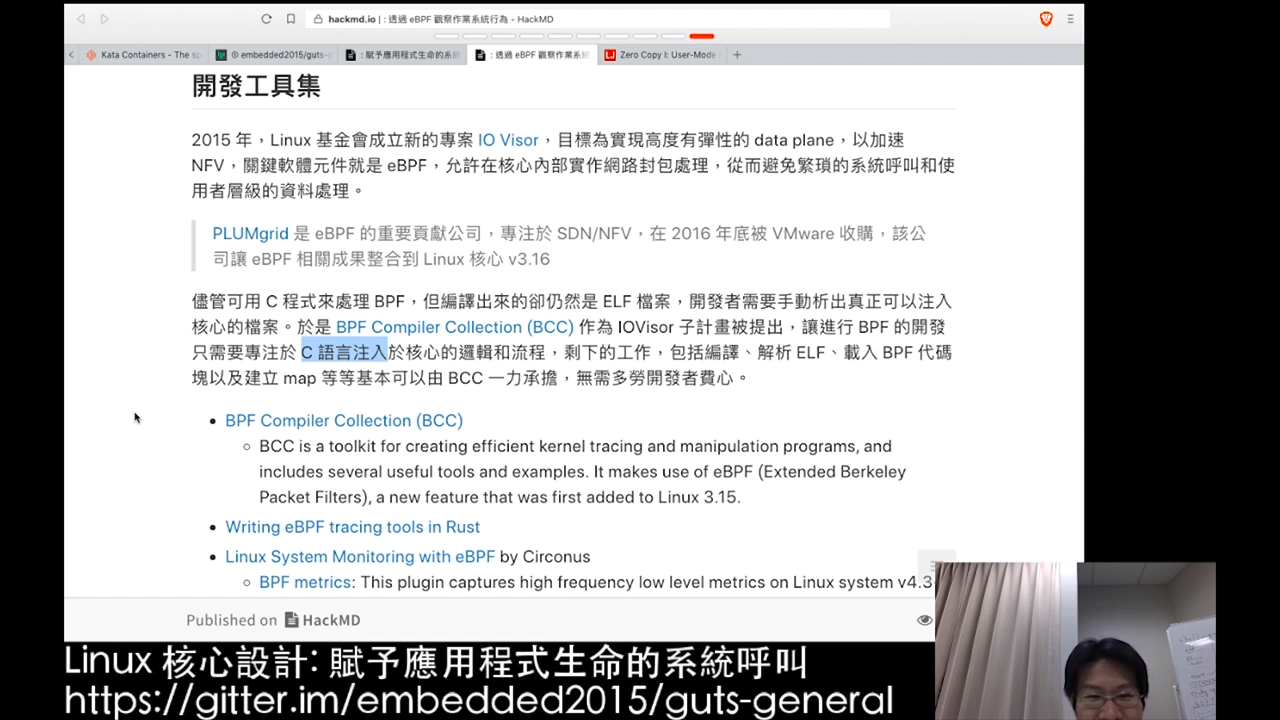 hackmd.io | : 透過 eBPF 觀察作業系統行為 - HackMD
Kata Containers - The sp
embedded2015/guts-
: 賦予應用程式生命的系統
: 透過 eBPF 觀察作業系統
Zero Copy I: User-Mode
開發工具集
2015 年，Linux 基金會成立新的專案 IO Visor，目標為實現高度有彈性的 data plane，以加速
NFV，關鍵軟體元件就是 eBPF，允許在核心內部實作網路封包處理，從而避免繁瑣的系統呼叫和使
用者層級的資料處理。
PLUMgrid 是 eBPF 的重要貢獻公司，專注於 SDN/NFV，在 2016 年底被 VMware 收購，該公
司讓 eBPF 相關成果整合到 Linux 核心 v3.16
儘管可用 C 程式來處理 BPF，但編譯出來的卻仍然是 ELF 檔案，開發者需要手動析出真正可以注入
核心的檔案。於是 BPF Compiler Collection (BCC) 作為 IOVisor 子計畫被提出，讓進行 BPF 的開發
只需要專注於 C 語言注入於核心的邏輯和流程，剩下的工作，包括編譯、解析 ELF、載入 BPF 代碼
塊以及建立 map 等等基本可以由 BCC 一力承擔，無需多勞開發者費心。
• BPF Compiler Collection (BCC)
◦ BCC is a toolkit for creating efficient kernel tracing and manipulation programs, and
includes several useful tools and examples. It makes use of eBPF (Extended Berkeley
Packet Filters), a new feature that was first added to Linux 3.15.
• Writing eBPF tracing tools in Rust
• Linux System Monitoring with eBPF by Circonus
◦ BPF metrics: This plugin captures high frequency low level metrics on Linux system v4.3
Published on HackMD
Linux 核心設計: 賦予應用程式生命的系統呼叫
https://gitter.im/embedded2015/guts-general